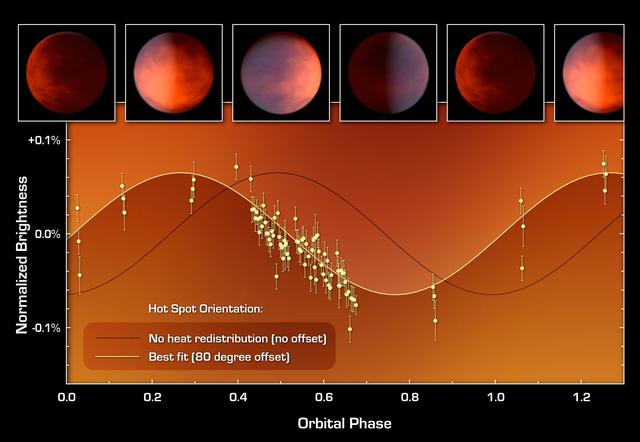 +0.1%
0.0%
-0.1%
Normalized Brightness
Hot Spot Orientation:
No heat redistribution (no offset)
Best fit (80 degree offset)
0.0 0.2 0.4 0.6 0.8 1.0 1.2
Orbital Phase